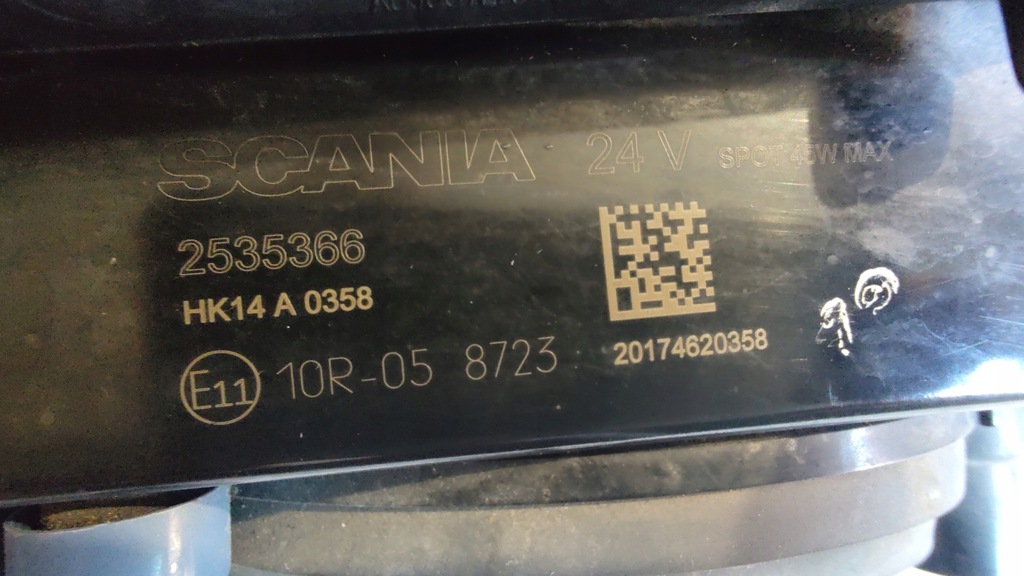 SCANIA 24 V SPOT 45W MAX
2535366
HK14 A 0358
20174620358
E11 10R-05 8723